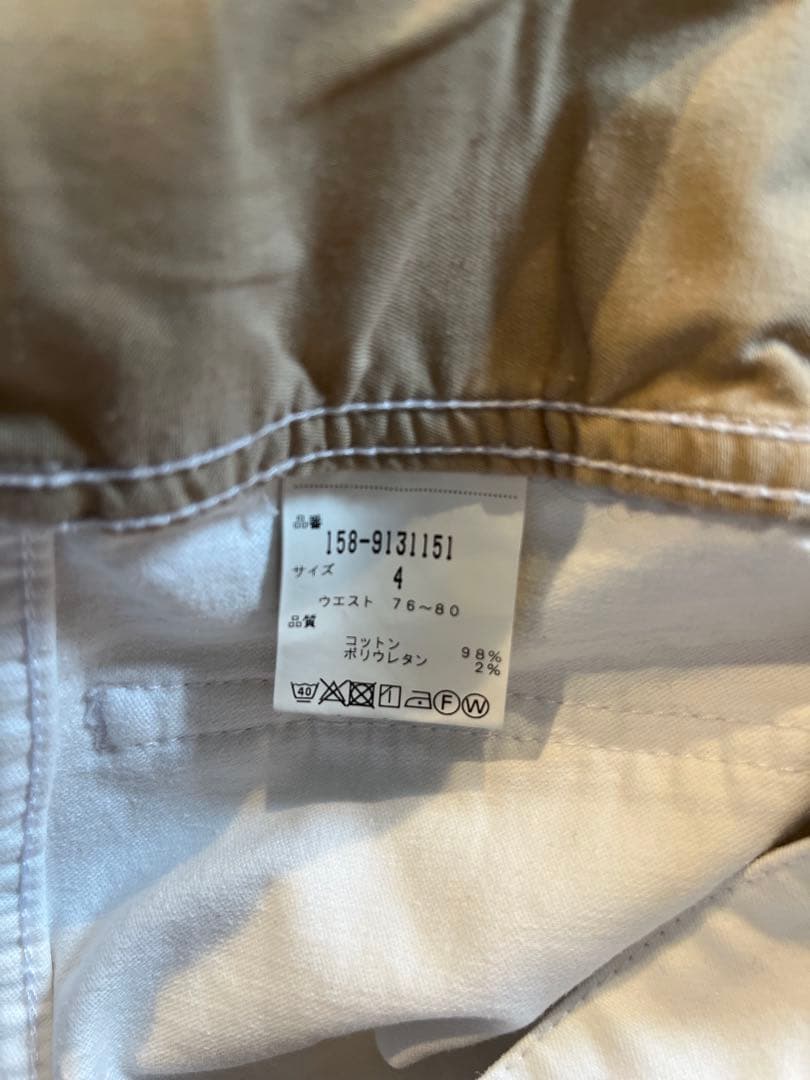 品番
158-9131151
サイズ 4
ウエスト 76～80
品質
コットン 98%
ポリウレタン 2%
40 F W